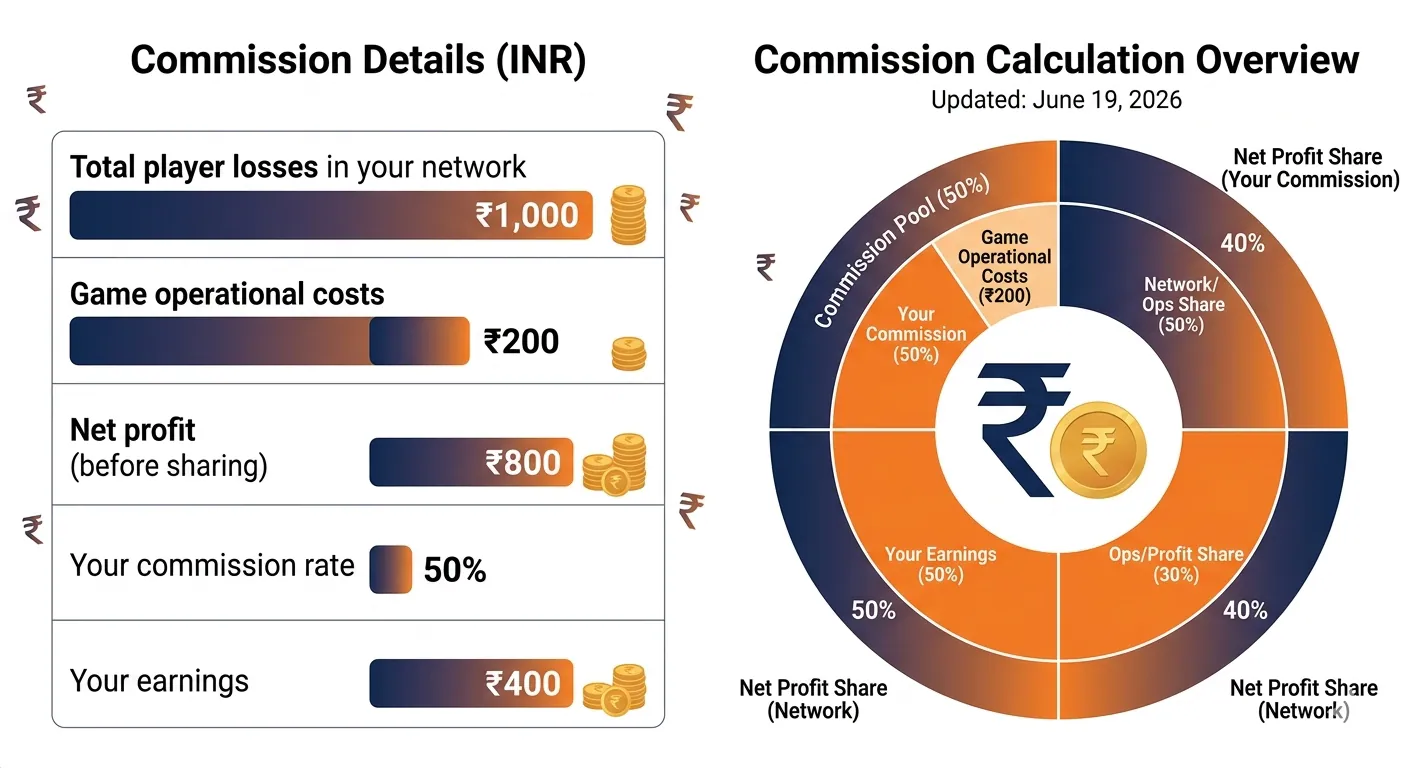 Commission Details (INR)
Total player losses in your network
₹1,000
Game operational costs
₹200
Net profit
(before sharing)
₹800
Your commission rate
50%
Your earnings
₹400
Commission Calculation Overview
Updated: June 19, 2026
Net Profit Share
(Your Commission)
40%
Commission Pool (50%)
Game
Operational
Costs
(₹200)
Network/
Ops Share
(50%)
Your
Commission
(50%)
₹
₹
Your Earnings
(50%)
Ops/Profit Share
(30%)
50%
40%
Net Profit Share
(Network)
Net Profit Share
(Network)